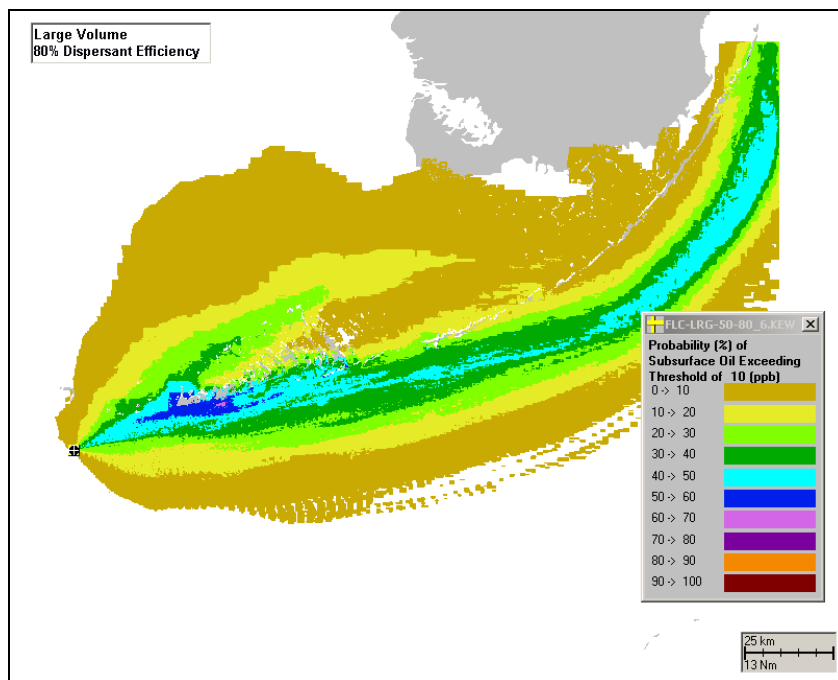 Large Volume
80% Dispersant Efficiency
FLC-LRG-50-80_6.KEW
Probability (%) of
Subsurface Oil Exceeding
Threshold of 10 (ppb)
0 -> 10
10 -> 20
20 -> 30
30 -> 40
40 -> 50
50 -> 60
60 -> 70
70 -> 80
80 -> 90
90 -> 100
25 km
13 Nm